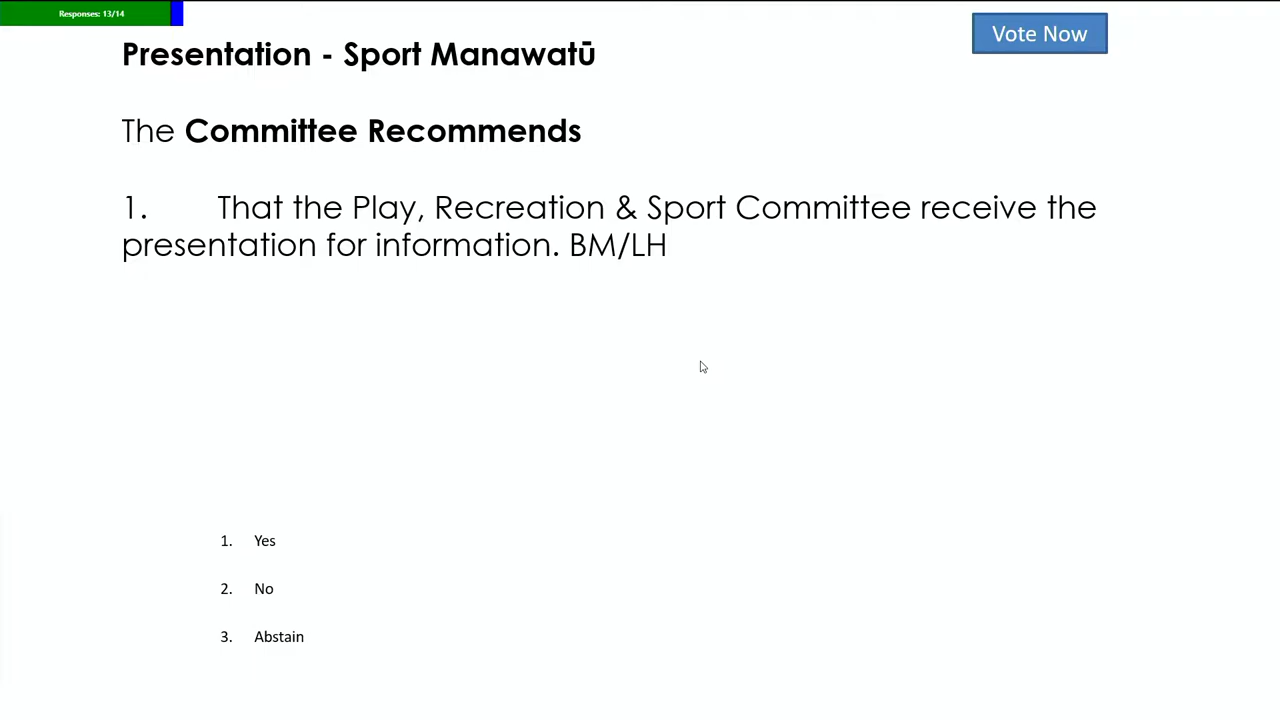 Responses: 13/14
Vote Now
Presentation - Sport Manawatū
The Committee Recommends
1. That the Play, Recreation & Sport Committee receive the
presentation for information. BM/LH
1. Yes
2. No
3. Abstain